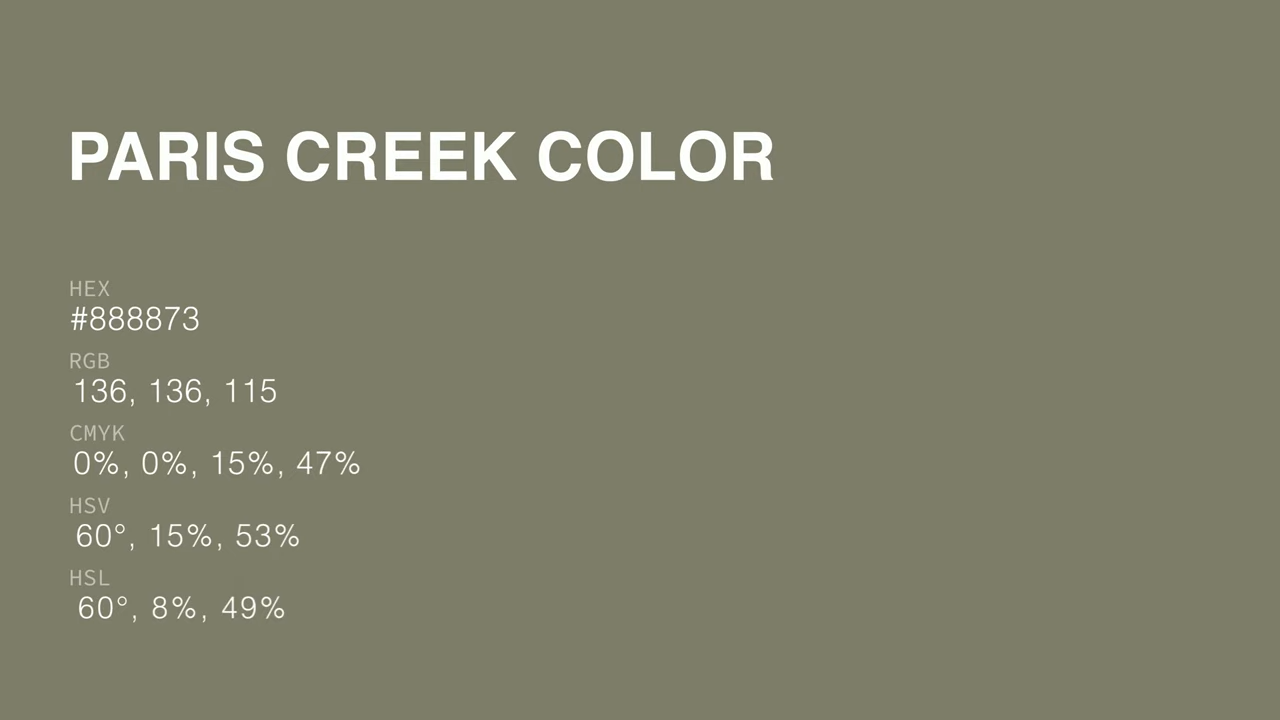 PARIS CREEK COLOR
HEX
#888873
RGB
136, 136, 115
CMYK
0%, 0%, 15%, 47%
HSV
60°, 15%, 53%
HSL
60°, 8%, 49%